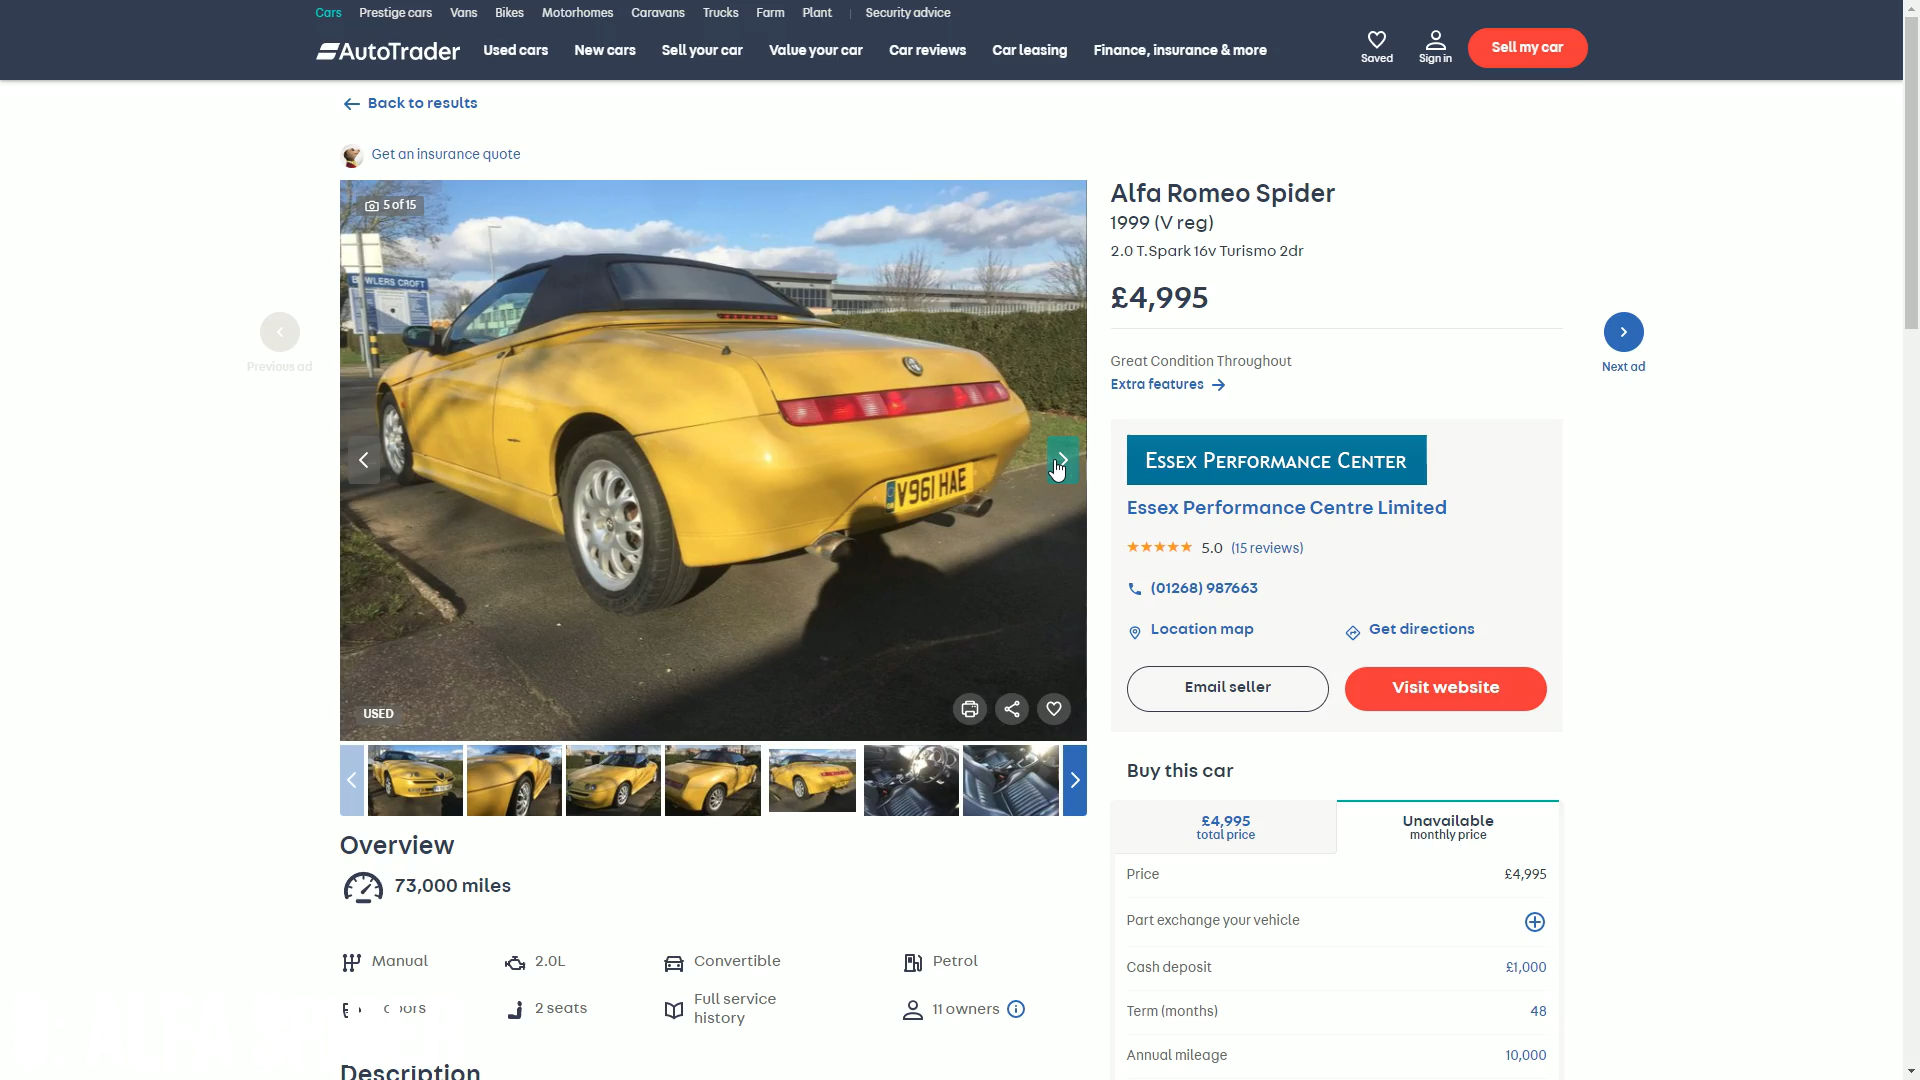 Cars Prestige cars Vans Bikes Motorhomes Caravans Trucks Farm Plant | Security advice
AutoTrader Used cars New cars Sell your car Value your car Car reviews Car leasing Finance, insurance & more Saved Sign in Sell my car
Back to results
Get an insurance quote
5 of 15
BOWLERS CROFT
V961 HAE
USED
Previous ad
Alfa Romeo Spider
1999 (V reg)
2.0 T.Spark 16v Turismo 2dr
£4,995
Great Condition Throughout
Extra features
Next ad
ESSEX PERFORMANCE CENTER
Essex Performance Centre Limited
5.0 (15 reviews)
(01268) 987663
Location map Get directions
Email seller Visit website
Buy this car
£4,995 Unavailable
total price monthly price
Price £4,995
Part exchange your vehicle
Cash deposit £1,000
Term (months) 48
Annual mileage 10,000
Overview
73,000 miles
Manual 2.0L Convertible Petrol
2 seats Full service history 11 owners
Description